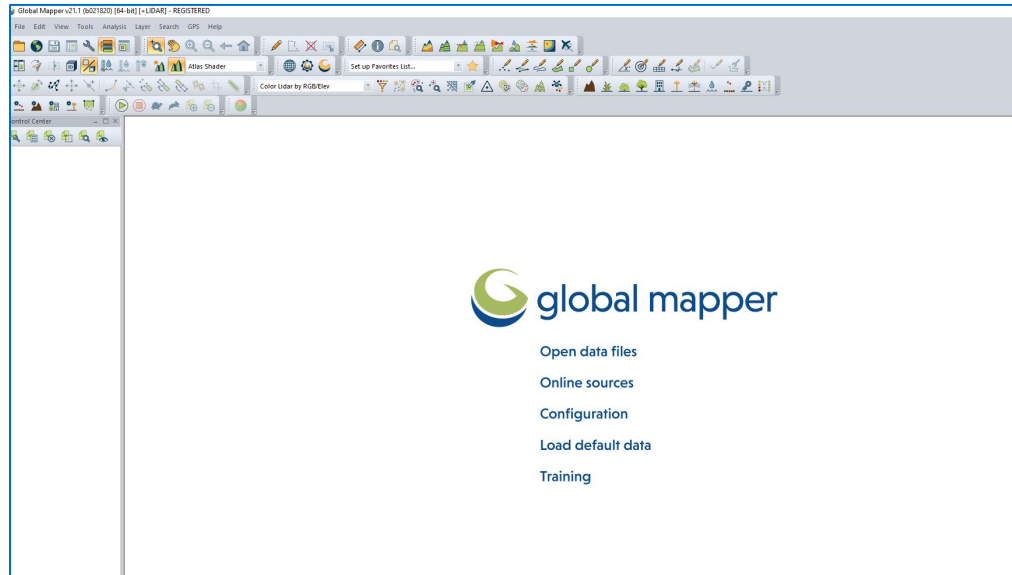 Global Mapper v21.1 (b021820) [64-bit] [+LIDAR] - REGISTERED
File Edit View Tools Analysis Layer Search GPS Help
Atlas Shader
Set up Favorites List...
Color Lidar by RGB/Elev
ontrol Center
global mapper
Open data files
Online sources
Configuration
Load default data
Training